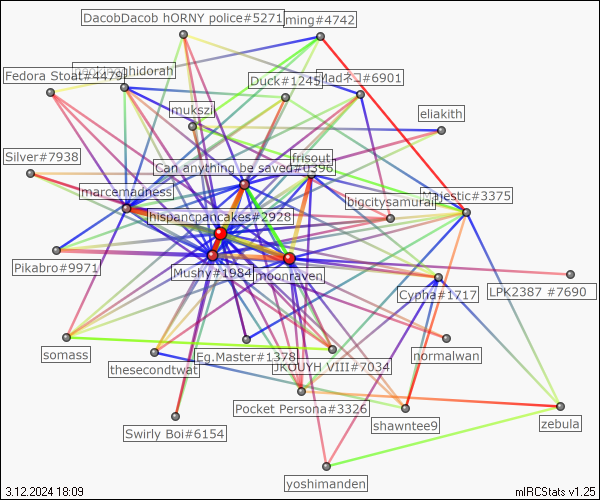 DacobDacob hORNY police#5271
ming#4742
Fedora Stoat#4479
ghidorah
Duck#1245
Madネコ#6901
mukszi
eliakith
frisout
Silver#7938
Can anything be saved#0396
marcemadness
bigcitysamurai
Majestic#3375
hispancpancakes#2928
Pikabro#9971
Mushy#1984
moonraven
Cypha#1717
LPK2387 #7690
somass
thesecondtwat
Eg.Master#1378
JKOUYH VIII#7034
normalwan
Pocket Persona#3326
shawntee9
zebula
Swirly Boi#6154
yoshimanden
3.12.2024 18:09
mIRCStats v1.25